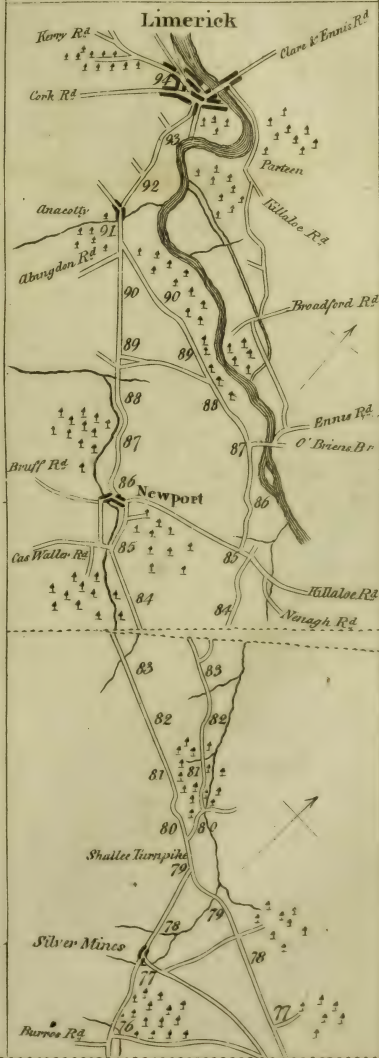 Limerick
Kerry Rd
Clare & Ennis Rd
94
Cork Rd
93
Parteen
92
Killaloe Rd
Anacotty
91
Abingdon Rd
90
90
Broadford Rd
89
89
88
88
87
Ennis Rd
87
O'Briens Br
Bruff Rd
86
86
Newport
Cas Waller Rd
85
85
Killaloe Rd
84
84
Nenagh Rd
83
83
82
82
81
81
80
80
Shallee Turnpike
79
79
78
Silver Mines
78
77
77
76
Burros Rd